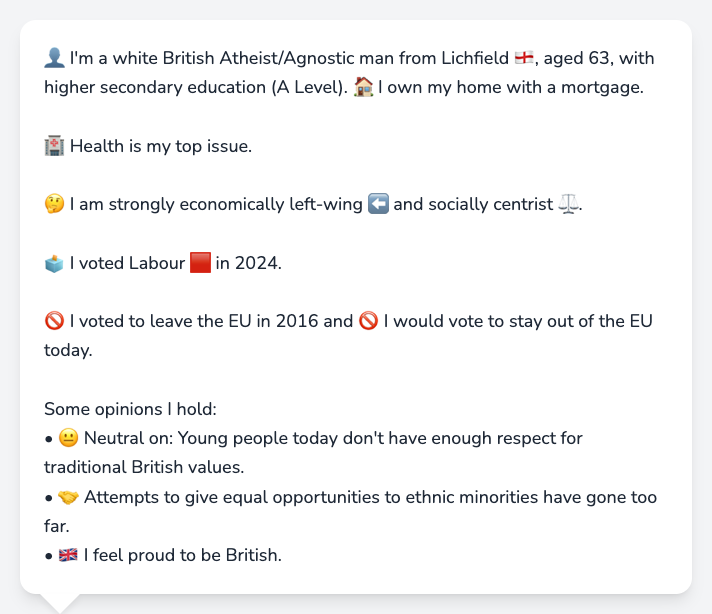 👤 I'm a white British Atheist/Agnostic man from Lichfield 🏴󠁧󠁢󠁥󠁮󠁧󠁿, aged 63, with
higher secondary education (A Level). 🏠 I own my home with a mortgage.
🏥 Health is my top issue.
🤔 I am strongly economically left-wing ⬅️ and socially centrist ⚖️.
🗳️ I voted Labour 🟥 in 2024.
🚫 I voted to leave the EU in 2016 and 🚫 I would vote to stay out of the EU
today.
Some opinions I hold:
• 😐 Neutral on: Young people today don't have enough respect for
traditional British values.
• 🤝 Attempts to give equal opportunities to ethnic minorities have gone too
far.
• 🇬🇧 I feel proud to be British.